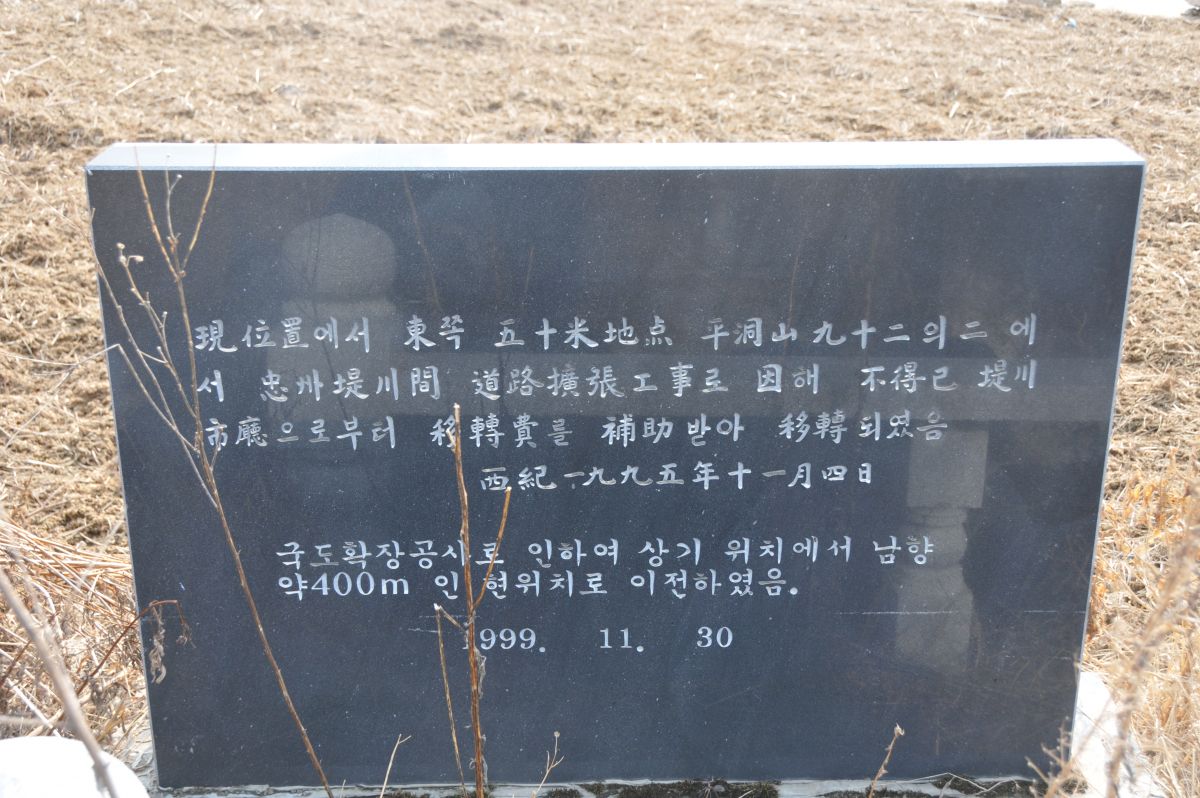 現位置에서 東쪽 五十米地点 平洞山九十二의二 에
서 忠州堤川間 道路擴張工事로 因해 不得已 堤川
市廳으로부터 移轉費를 補助받아 移轉되였음
西紀一九九五年十一月四日
국도확장공사로 인하여 상기 위치에서 남향
약400m 인 현위치로 이전하였음.
1999. 11. 30